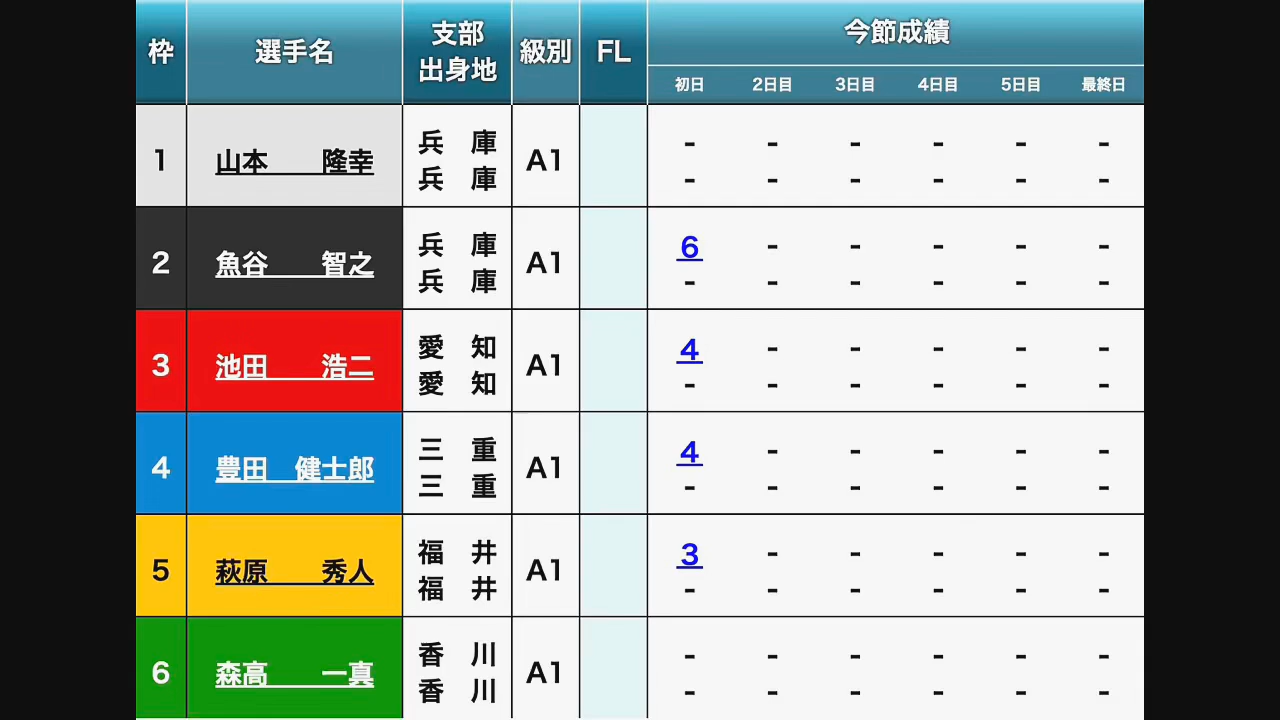 枠 選手名 支部 出身地 級別 FL 今節成績
初日 2日目 3日目 4日目 5日目 最終日
1 山本 隆幸 兵庫 A1 - - - - - -
兵庫 - - - - - -
2 魚谷 智之 兵庫 A1 6 - - - - -
兵庫 - - - - - -
3 池田 浩二 愛知 A1 4 - - - - -
愛知 - - - - - -
4 豊田 健士郎 三重 A1 4 - - - - -
三重 - - - - - -
5 萩原 秀人 福井 A1 3 - - - - -
福井 - - - - - -
6 森高 一真 香川 A1 - - - - - -
香川 - - - - - -